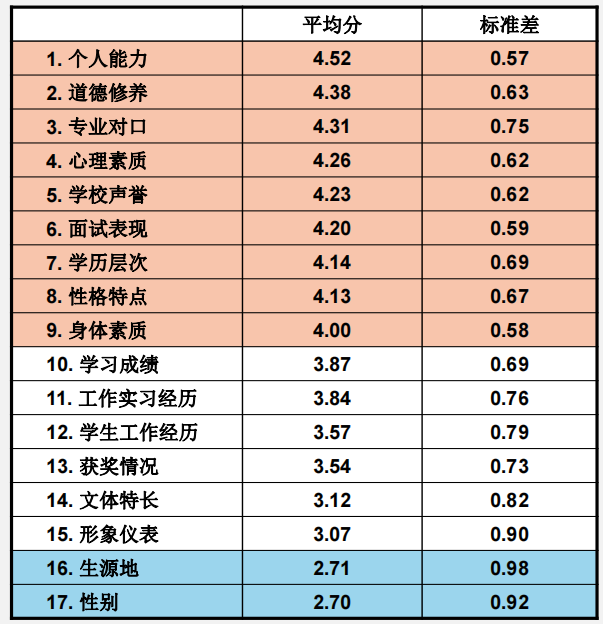 平均分 标准差
1. 个人能力 4.52 0.57
2. 道德修养 4.38 0.63
3. 专业对口 4.31 0.75
4. 心理素质 4.26 0.62
5. 学校声誉 4.23 0.62
6. 面试表现 4.20 0.59
7. 学历层次 4.14 0.69
8. 性格特点 4.13 0.67
9. 身体素质 4.00 0.58
10. 学习成绩 3.87 0.69
11. 工作实习经历 3.84 0.76
12. 学生工作经历 3.57 0.79
13. 获奖情况 3.54 0.73
14. 文体特长 3.12 0.82
15. 形象仪表 3.07 0.90
16. 生源地 2.71 0.98
17. 性别 2.70 0.92